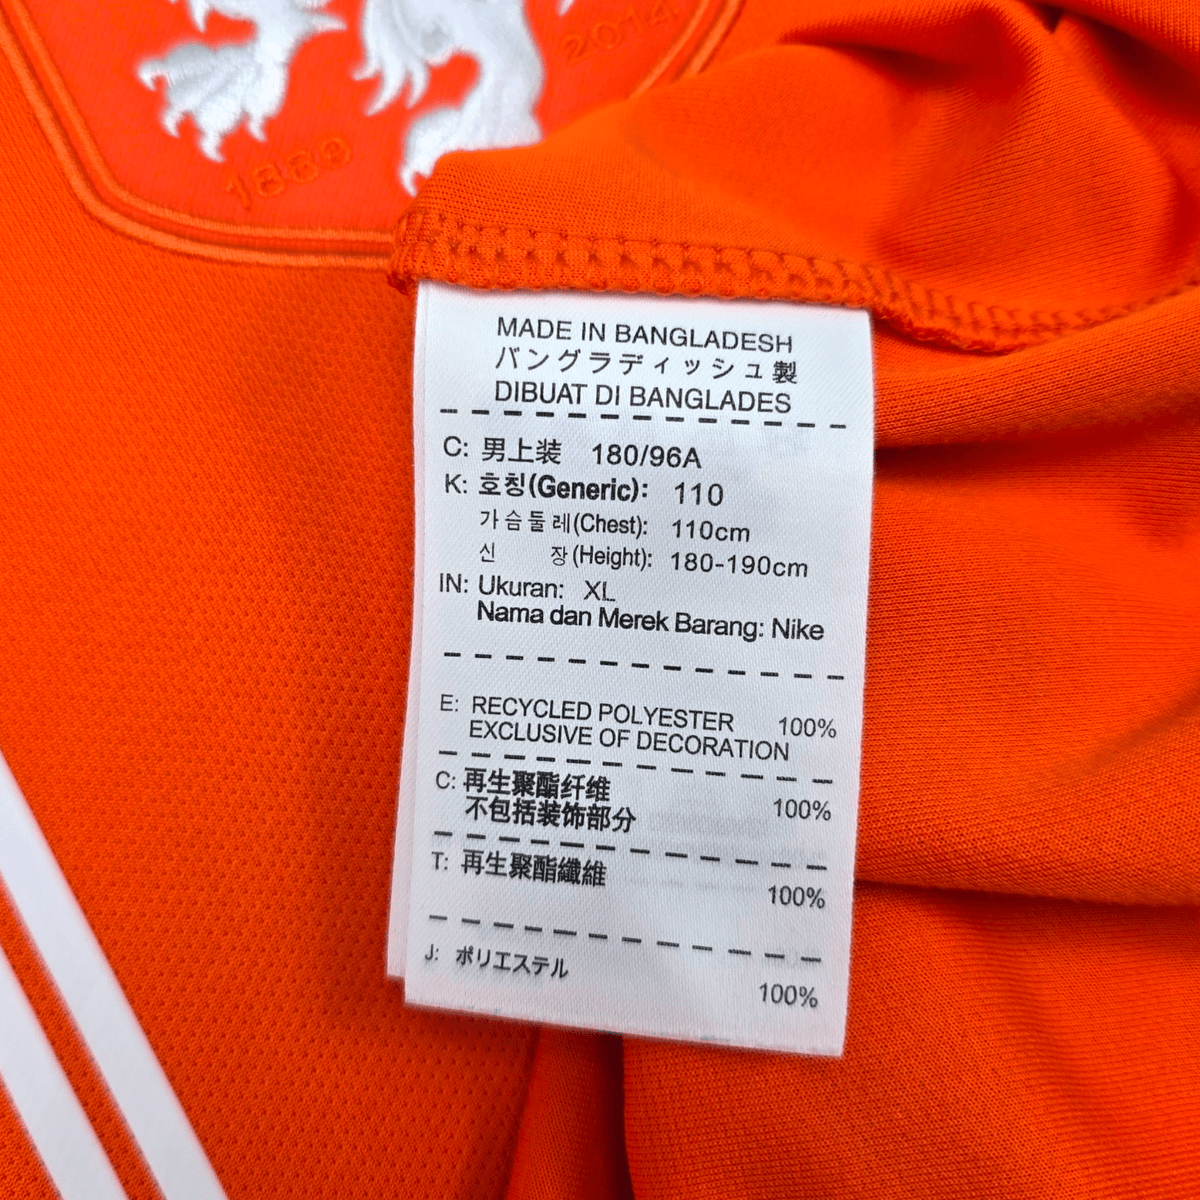 2014
1889
MADE IN BANGLADESH
バングラディッシュ製
DIBUAT DI BANGLADES
C: 男上装 180/96A
K: 호칭(Generic): 110
가슴둘레(Chest): 110cm
신 장(Height): 180-190cm
IN: Ukuran: XL
Nama dan Merek Barang: Nike
E: RECYCLED POLYESTER 100%
EXCLUSIVE OF DECORATION
C: 再生聚酯纤维
不包括装饰部分 100%
T: 再生聚酯纖維 100%
J: ポリエステル 100%